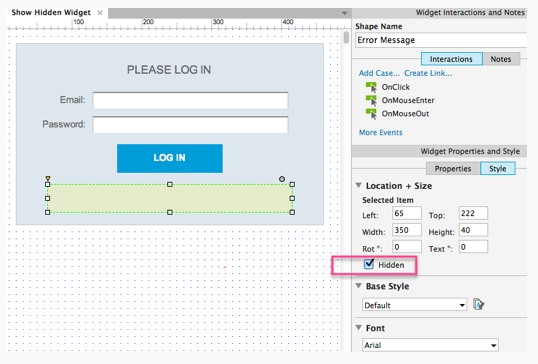 Show Hidden Widget
100 200 300 400
PLEASE LOG IN
Email:
Password:
LOG IN
Widget Interactions and Notes
Shape Name
Error Message
Interactions Notes
Add Case... Create Link...
OnClick
OnMouseEnter
OnMouseOut
More Events
Widget Properties and Style
Properties Style
Location + Size
Selected Item
Left: 65 Top: 222
Width: 350 Height: 40
Rot °: 0 Text °: 0
Hidden
Base Style
Default
Font
Arial